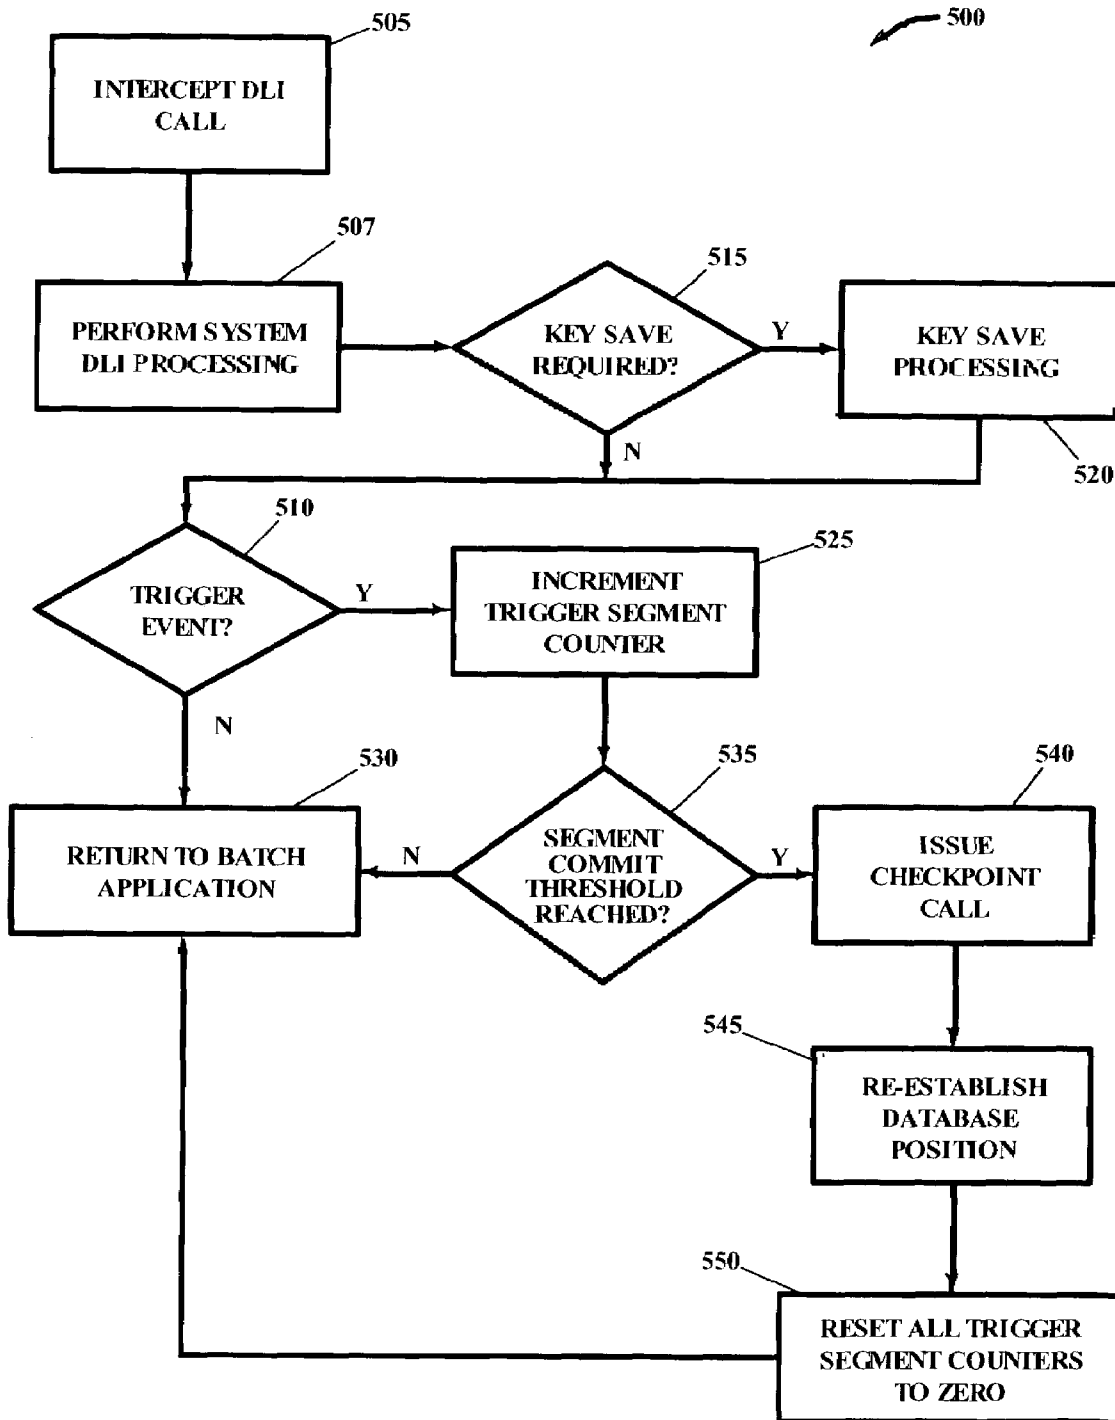 500
505
INTERCEPT DLI
CALL
507
PERFORM SYSTEM
DLI PROCESSING
515
KEY SAVE
REQUIRED?
Y
N
KEY SAVE
PROCESSING
520
510
TRIGGER
EVENT?
Y
N
525
INCREMENT
TRIGGER SEGMENT
COUNTER
530
RETURN TO BATCH
APPLICATION
535
SEGMENT
COMMIT
THRESHOLD
REACHED?
N
Y
540
ISSUE
CHECKPOINT
CALL
545
RE-ESTABLISH
DATABASE
POSITION
550
RESET ALL TRIGGER
SEGMENT COUNTERS
TO ZERO